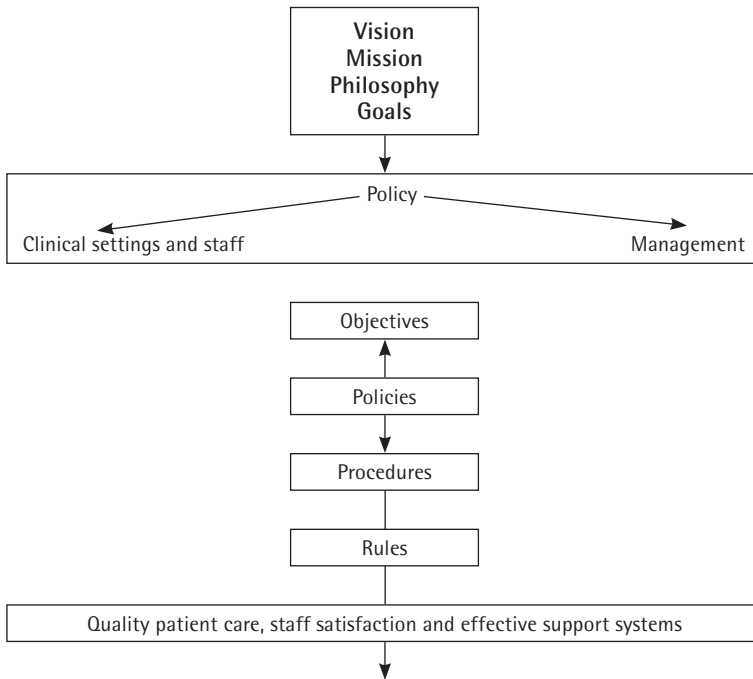 Vision
Mission
Philosophy
Goals
Policy
Clinical settings and staff
Management
Objectives
Policies
Procedures
Rules
Quality patient care, staff satisfaction and effective support systems